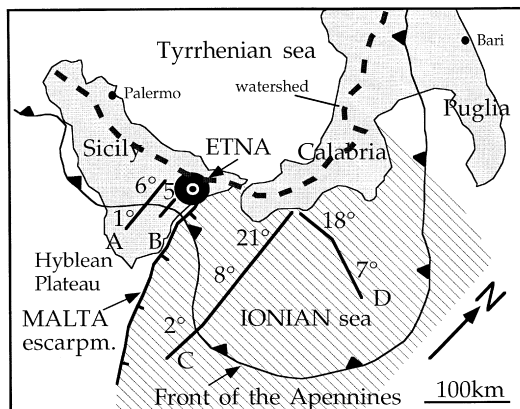 Tyrrhenian sea
Bari
Palermo
watershed
Puglia
ETNA
Sicily
Calabria
6°
5
1°
A
B
21°
18°
Hyblean
Plateau
8°
7°
D
MALTA
escarpm.
2°
IONIAN sea
C
N
Front of the Apennines
100km